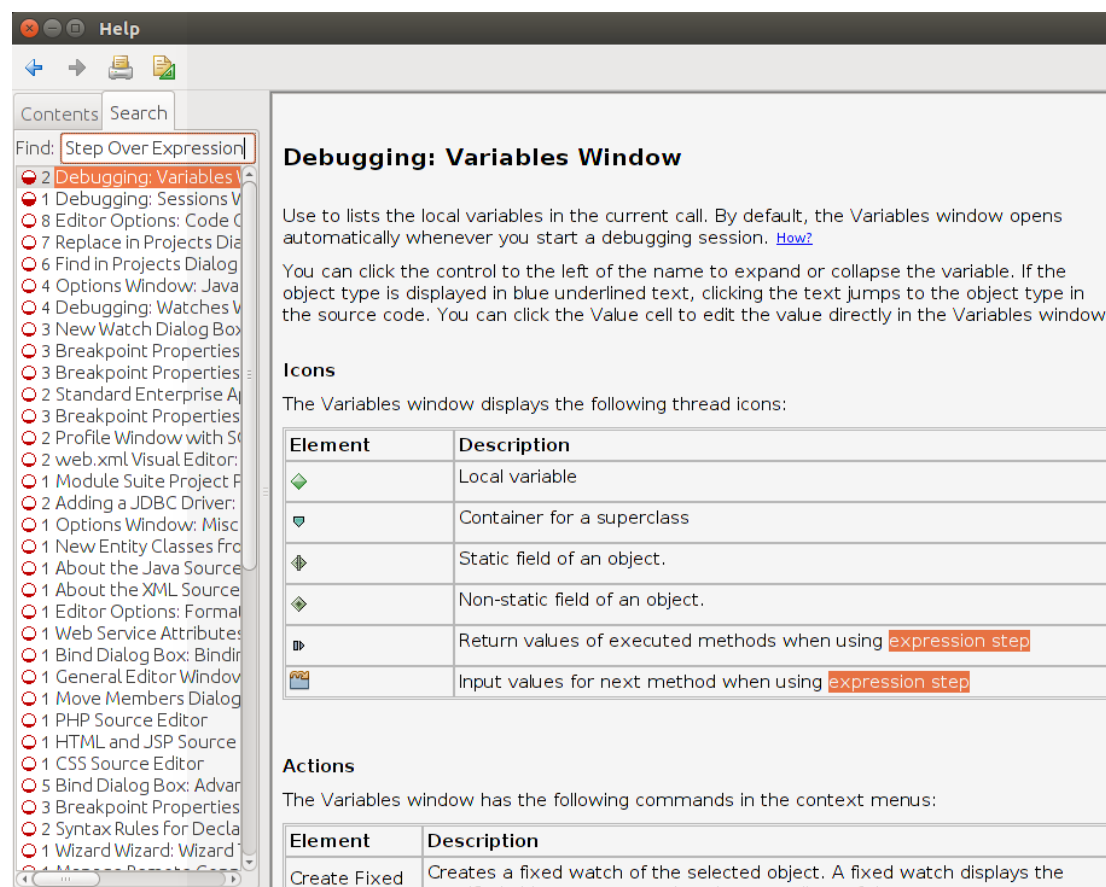 Help
Contents Search
Find: Step Over Expression
2 Debugging: Variables
1 Debugging: Sessions
8 Editor Options: Code
7 Replace in Projects Dia
6 Find in Projects Dialog
4 Options Window: Java
4 Debugging: Watches
3 New Watch Dialog Box
3 Breakpoint Properties
3 Breakpoint Properties
2 Standard Enterprise
3 Breakpoint Properties
2 Profile Window with
2 web.xml Visual Editor:
1 Module Suite Project
2 Adding a JDBC Driver:
1 Options Window: Misc
1 New Entity Classes fro
1 About the Java Source
1 About the XML Source
1 Editor Options: Format
1 Web Service Attributes
1 Bind Dialog Box: Bindin
1 General Editor Window
1 Move Members Dialog
1 PHP Source Editor
1 HTML and JSP Source
1 CSS Source Editor
5 Bind Dialog Box: Advan
3 Breakpoint Properties
2 Syntax Rules for Decla
1 Wizard Wizard: Wizard
Debugging: Variables Window
Use to lists the local variables in the current call. By default, the Variables window opens
automatically whenever you start a debugging session. How?
You can click the control to the left of the name to expand or collapse the variable. If the
object type is displayed in blue underlined text, clicking the text jumps to the object type in
the source code. You can click the Value cell to edit the value directly in the Variables window
Icons
The Variables window displays the following thread icons:
Element Description
Local variable
Container for a superclass
Static field of an object.
Non-static field of an object.
Return values of executed methods when using expression step
Input values for next method when using expression step
Actions
The Variables window has the following commands in the context menus:
Element Description
Create Fixed Creates a fixed watch of the selected object. A fixed watch displays the